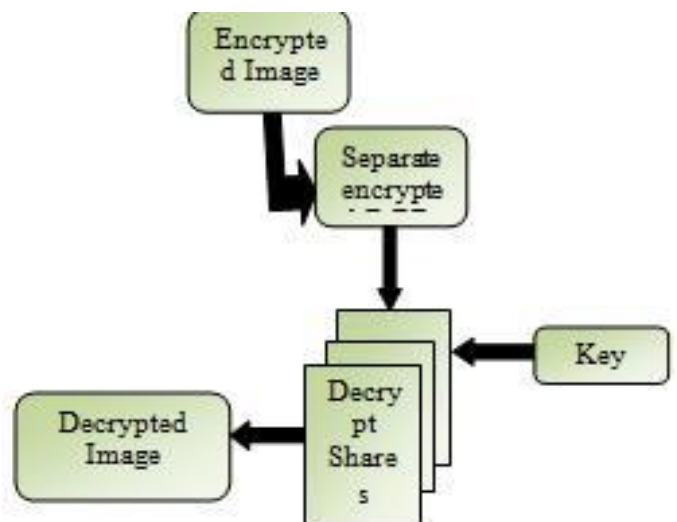 Encrypte
d Image
Separate
encrypte
Key
Decry
pt
Share
s
Decrypted
Image